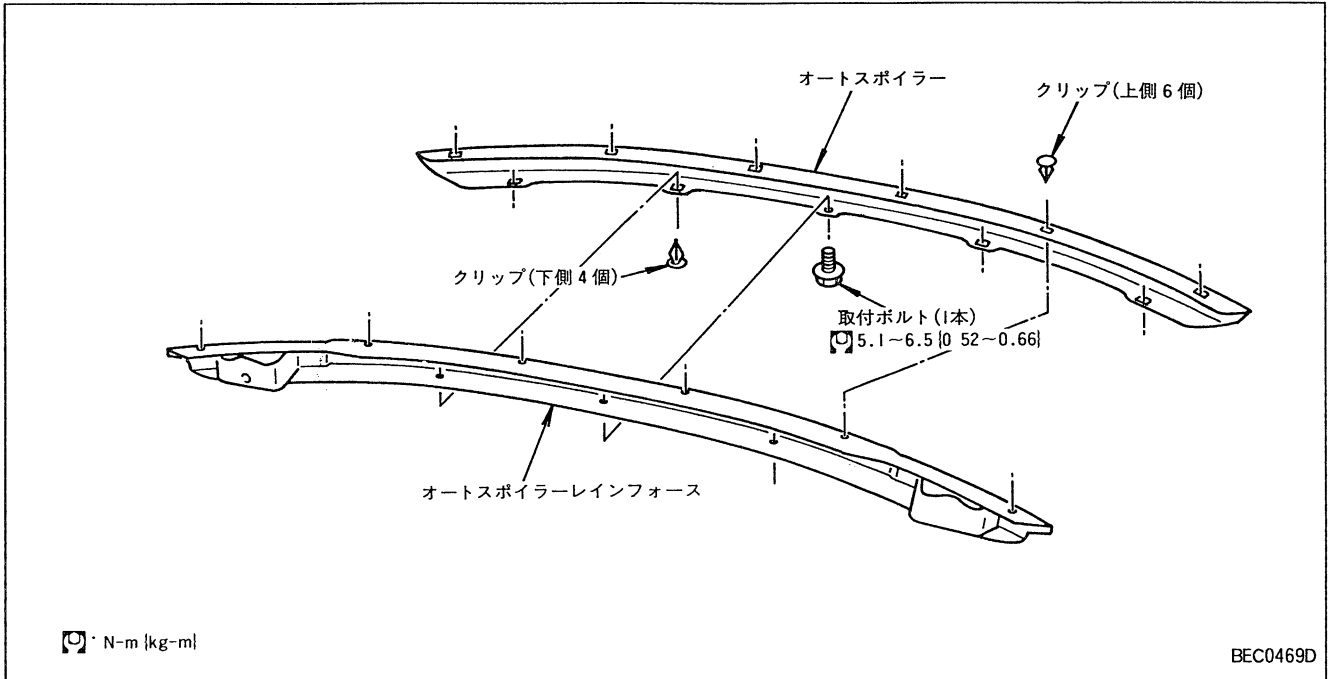 オートスポイラー
クリップ(上側6個)
クリップ(下側4個)
取付ボルト(1本)
5.1～6.5{0 52～0.66}
オートスポイラーレインフォース
N-m {kg-m}
BEC0469D